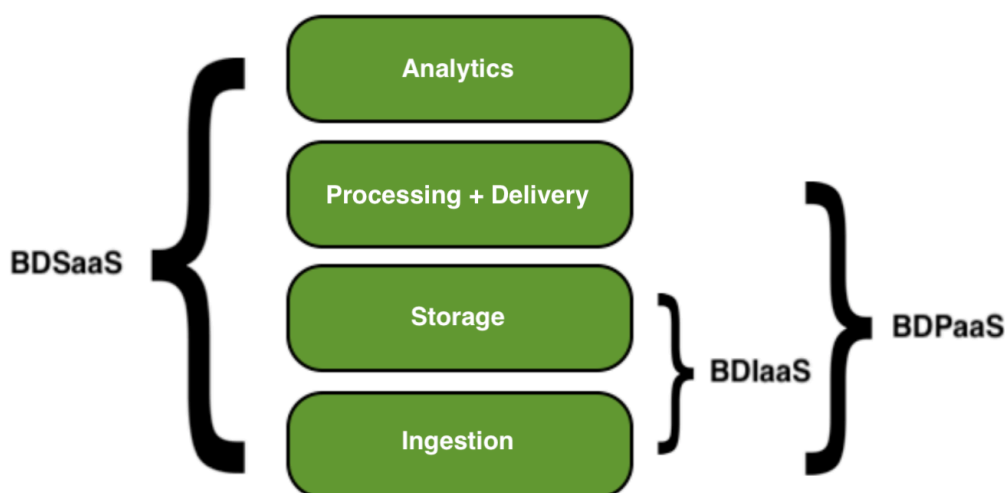 Analytics
Processing + Delivery
BDSaaS
Storage
BDPaaS
BDIaaS
Ingestion